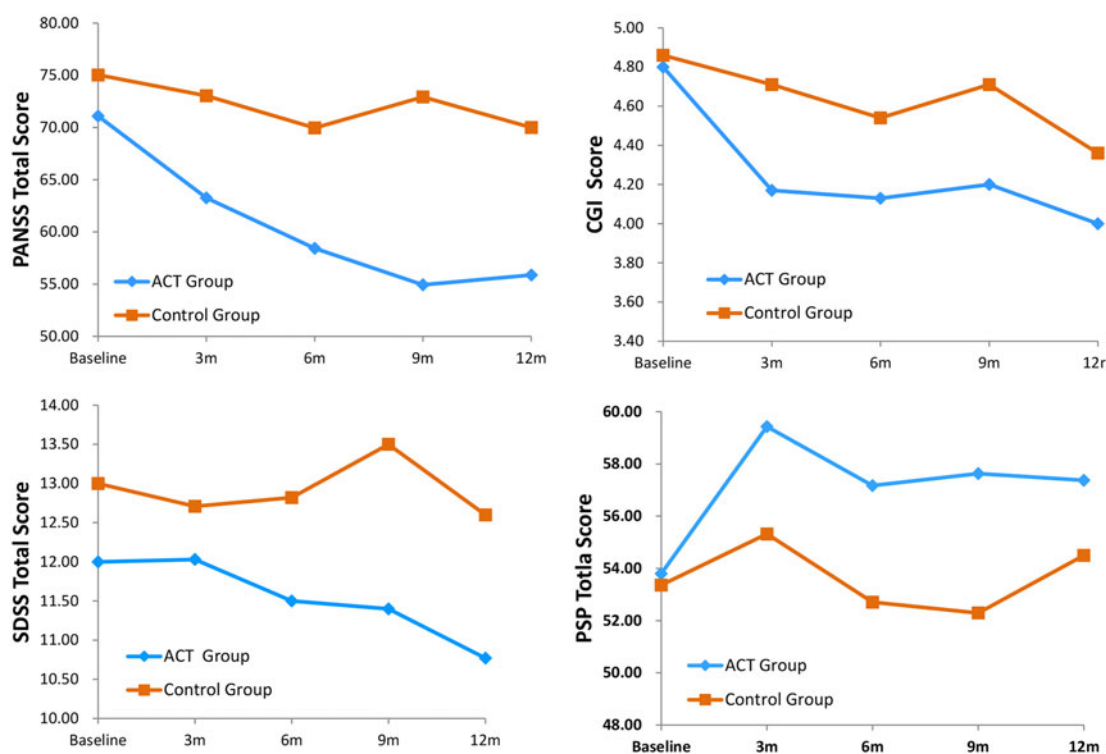 80.00
75.00
70.00
65.00
60.00
55.00
50.00
PANSS Total Score
ACT Group
Control Group
Baseline 3m 6m 9m 12m
5.00
4.80
4.60
4.40
4.20
4.00
3.80
3.60
3.40
CGI Score
ACT Group
Control Group
Baseline 3m 6m 9m 12r
14.00
13.50
13.00
12.50
12.00
11.50
11.00
10.50
10.00
SDSS Total Score
ACT Group
Control Group
Baseline 3m 6m 9m 12m
60.00
58.00
56.00
54.00
52.00
50.00
48.00
PSP Totla Score
ACT Group
Control Group
Baseline 3m 6m 9m 12m